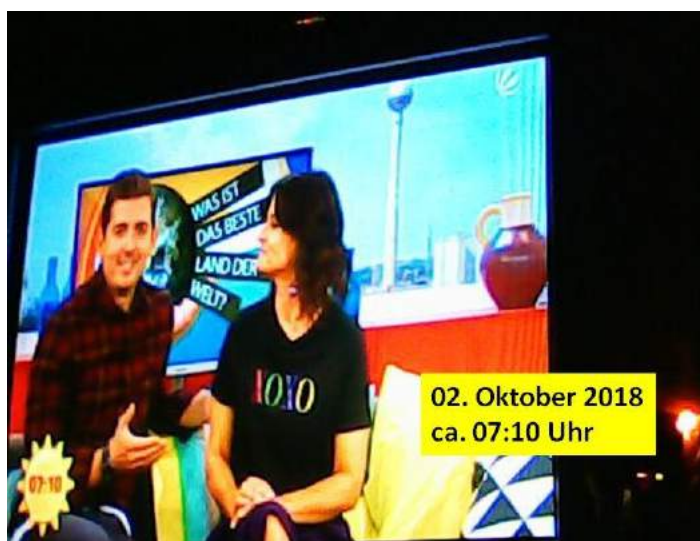 WAS IST
DAS BESTE
LAND DER
WELT?
XOXO
02. Oktober 2018
ca. 07:10 Uhr
07:10